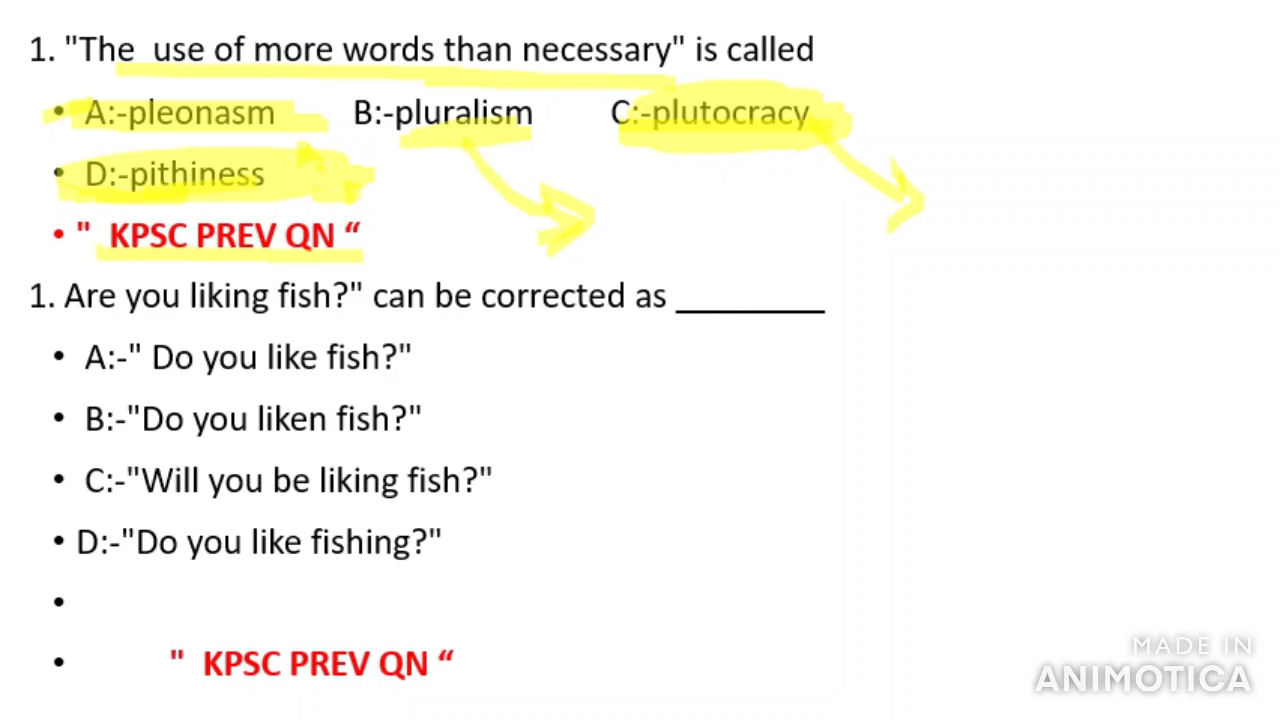 1. "The use of more words than necessary" is called
• A:-pleonasm B:-pluralism C:-plutocracy
• D:-pithiness
• " KPSC PREV QN “
1. Are you liking fish?" can be corrected as ________
• A:-" Do you like fish?"
• B:-"Do you liken fish?"
• C:-"Will you be liking fish?"
• D:-"Do you like fishing?"
•
• " KPSC PREV QN “
MADE IN
ANIMOTICA